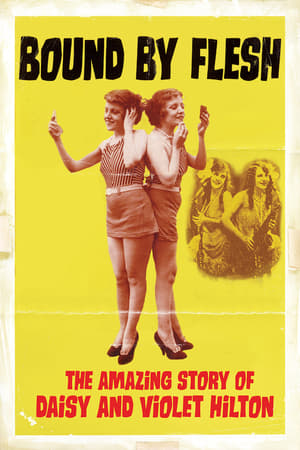 BOUND BY FLESH
THE AMAZING STORY OF
DAISY AND VIOLET HILTON